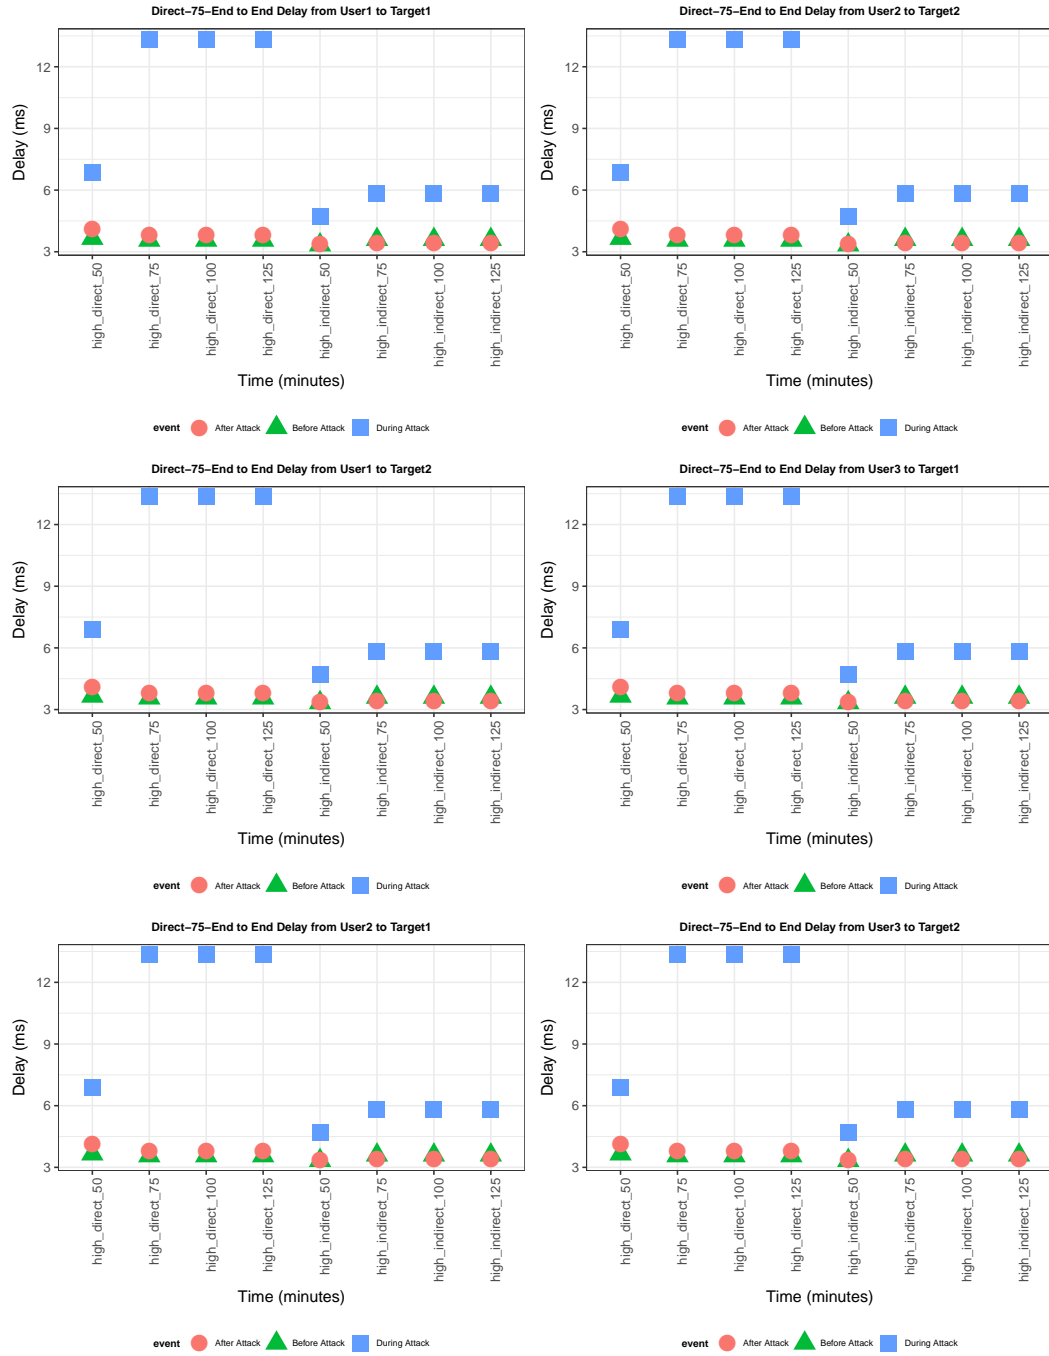 Direct−75−End to End Delay from User1 to Target1
Delay (ms)
12
9
6
3
high_direct_50
high_direct_75
high_direct_100
high_direct_125
high_indirect_50
high_indirect_75
high_indirect_100
high_indirect_125
Time (minutes)
event After Attack Before Attack During Attack
Direct−75−End to End Delay from User2 to Target2
Delay (ms)
12
9
6
3
high_direct_50
high_direct_75
high_direct_100
high_direct_125
high_indirect_50
high_indirect_75
high_indirect_100
high_indirect_125
Time (minutes)
event After Attack Before Attack During Attack
Direct−75−End to End Delay from User1 to Target2
Delay (ms)
12
9
6
3
high_direct_50
high_direct_75
high_direct_100
high_direct_125
high_indirect_50
high_indirect_75
high_indirect_100
high_indirect_125
Time (minutes)
event After Attack Before Attack During Attack
Direct−75−End to End Delay from User3 to Target1
Delay (ms)
12
9
6
3
high_direct_50
high_direct_75
high_direct_100
high_direct_125
high_indirect_50
high_indirect_75
high_indirect_100
high_indirect_125
Time (minutes)
event After Attack Before Attack During Attack
Direct−75−End to End Delay from User2 to Target1
Delay (ms)
12
9
6
3
high_direct_50
high_direct_75
high_direct_100
high_direct_125
high_indirect_50
high_indirect_75
high_indirect_100
high_indirect_125
Time (minutes)
event After Attack Before Attack During Attack
Direct−75−End to End Delay from User3 to Target2
Delay (ms)
12
9
6
3
high_direct_50
high_direct_75
high_direct_100
high_direct_125
high_indirect_50
high_indirect_75
high_indirect_100
high_indirect_125
Time (minutes)
event After Attack Before Attack During Attack